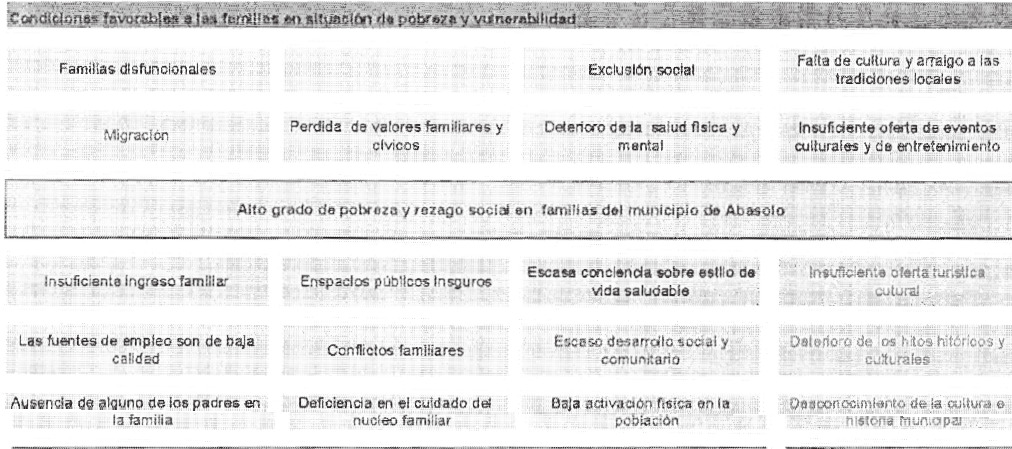 Condiciones favorables a las familias en situación de pobreza y vulnerabilidad
Familias disfuncionales
Exclusión social
Falta de cultura y arraigo a las
tradiciones locales
Migración
Perdida de valores familiares y
cívicos
Deterioro de la salud física y
mental
Insuficiente oferta de eventos
culturales y de entretenimiento
Alto grado de pobreza y rezago social en familias del municipio de Abasolo
Insuficiente ingreso familiar
Enspacios públicos insguros
Escasa conciencia sobre estilo de
vida saludable
Insuficiente oferta turística
cutural
Las fuentes de empleo son de baja
calidad
Conflictos familiares
Escaso desarrollo social y
comunitario
Deterioro de los hitos hitóricos y
culturales
Ausencia de alguno de los padres en
la familia
Deficiencia en el cuidado del
nucleo familiar
Baja activación física en la
población
Desconocimiento de la cultura e
historia municipal